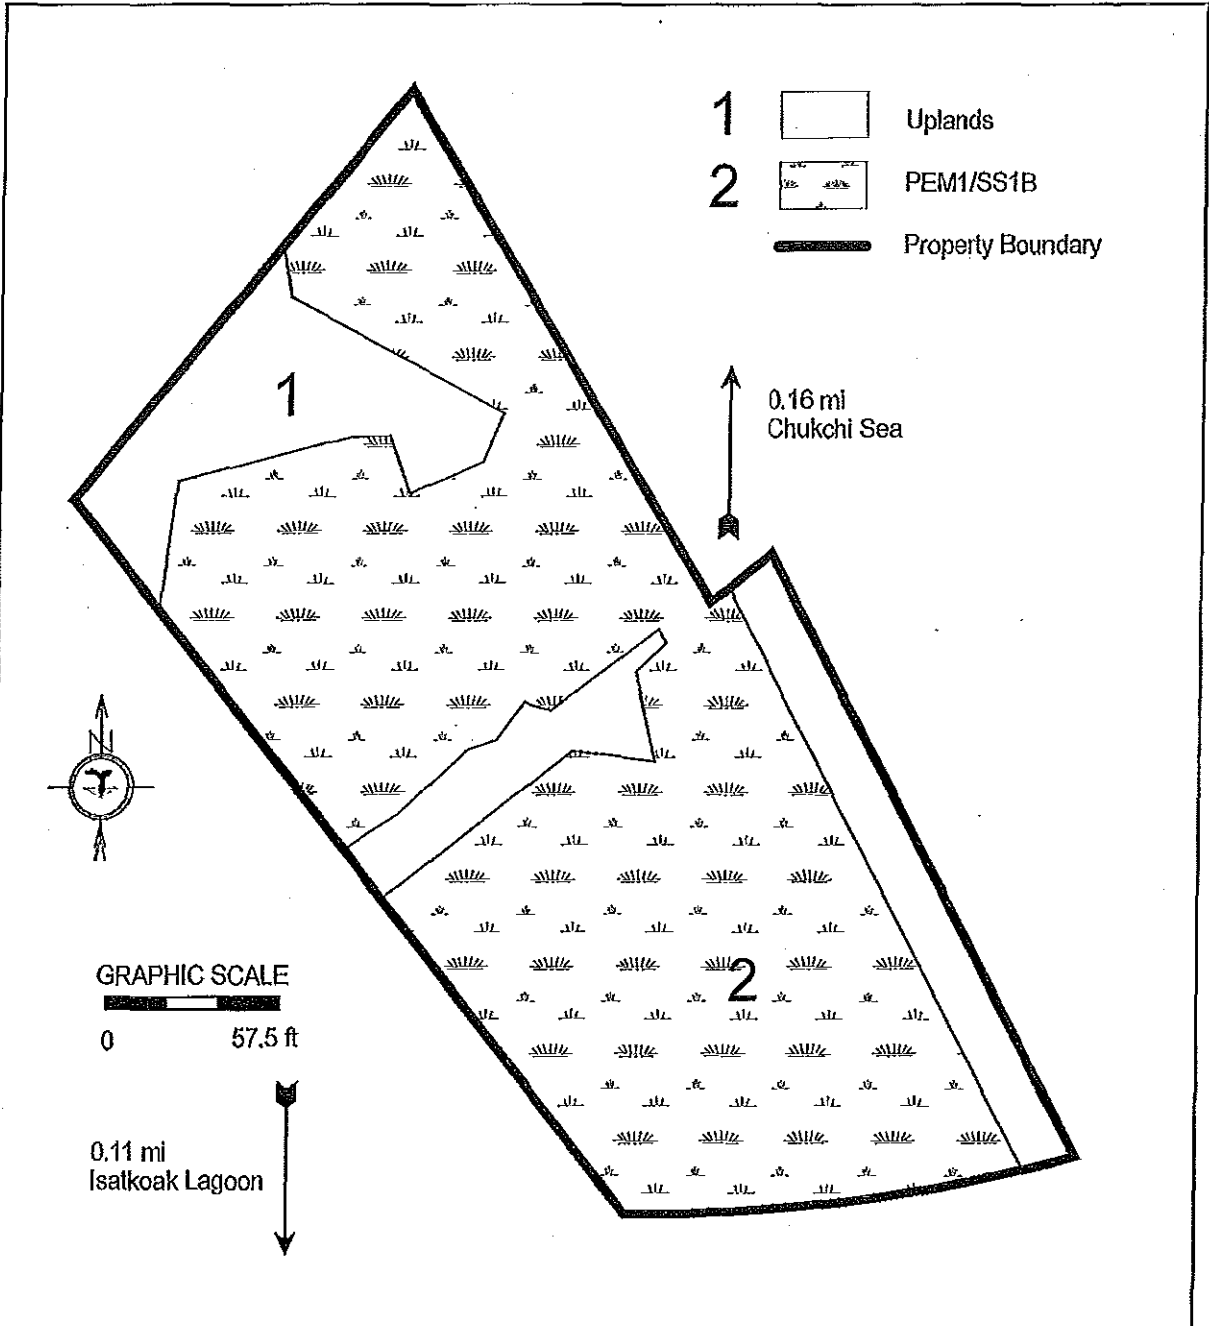 1 Uplands
2 PEM1/SS1B
Property Boundary
1
0.16 mi
Chukchi Sea
N
GRAPHIC SCALE
0 57.5 ft
2
0.11 mi
Isatkoak Lagoon